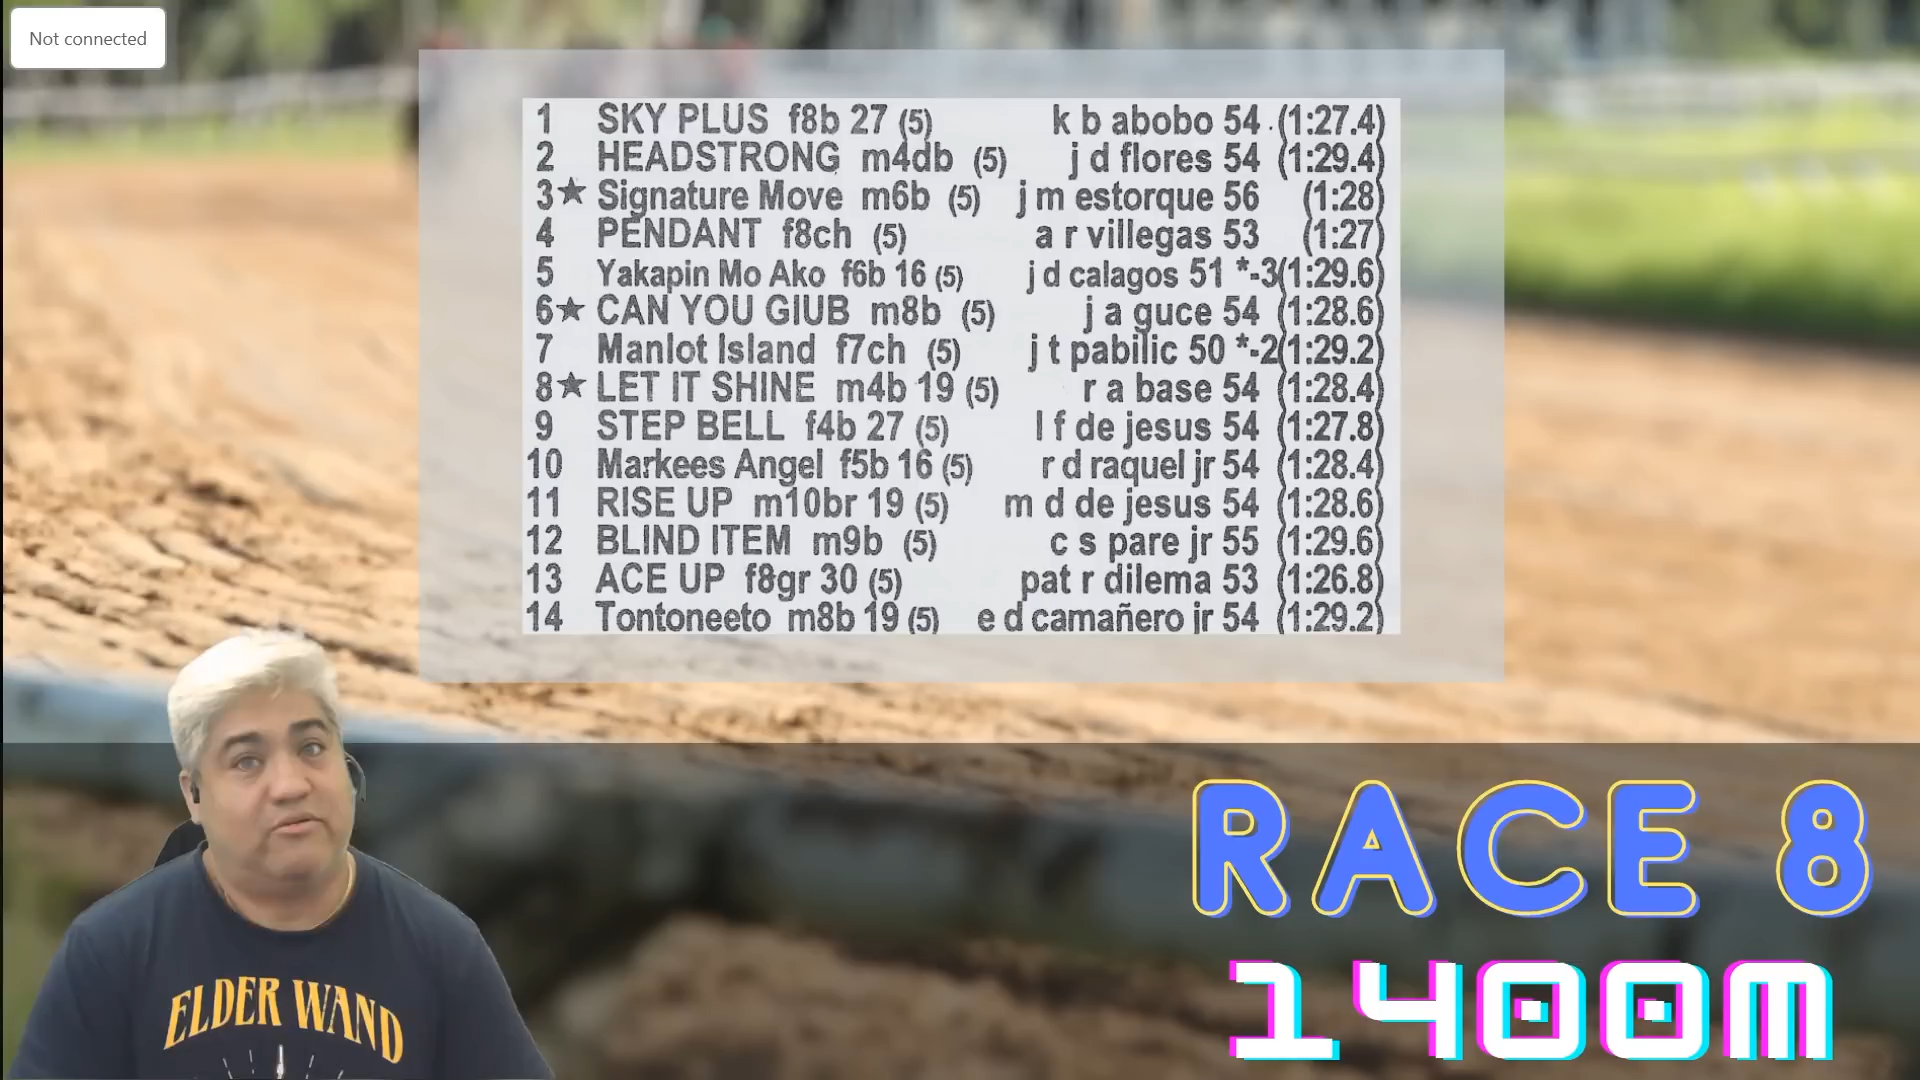 Not connected
1 SKY PLUS f8b 27 (5) k b abobo 54 (1:27.4)
2 HEADSTRONG m4db (5) j d flores 54 (1:29.4)
3★ Signature Move m6b (5) j m estorque 56 (1:28)
4 PENDANT f8ch (5) a r villegas 53 (1:27)
5 Yakapin Mo Ako f6b 16 (5) j d calagos 51 *-3(1:29.6)
6★ CAN YOU GIUB m8b (5) j a guce 54 (1:28.6)
7 Manlot Island f7ch (5) j t pabilic 50 *-2(1:29.2)
8★ LET IT SHINE m4b 19 (5) r a base 54 (1:28.4)
9 STEP BELL f4b 27 (5) l f de jesus 54 (1:27.8)
10 Markees Angel f5b 16 (5) r d raquel jr 54 (1:28.4)
11 RISE UP m10br 19 (5) m d de jesus 54 (1:28.6)
12 BLIND ITEM m9b (5) c s pare jr 55 (1:29.6)
13 ACE UP f8gr 30 (5) pat r dilema 53 (1:26.8)
14 Tontoneeto m8b 19 (5) e d camañero jr 54 (1:29.2)
RACE 8
1400M
ELDER WAND